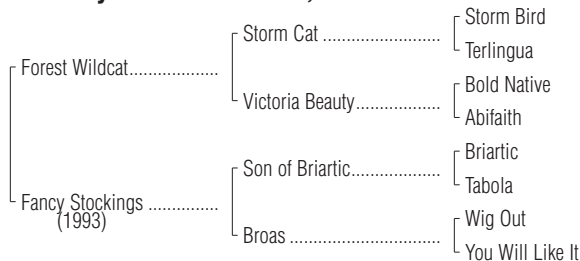 Storm Bird
Storm Cat ........................
Terlingua
Forest Wildcat..................
Bold Native
Victoria Beauty.................
Abifaith
Briartic
Son of Briartic..................
Tabola
Fancy Stockings ..............
(1993)
Wig Out
Broas ..............................
You Will Like It